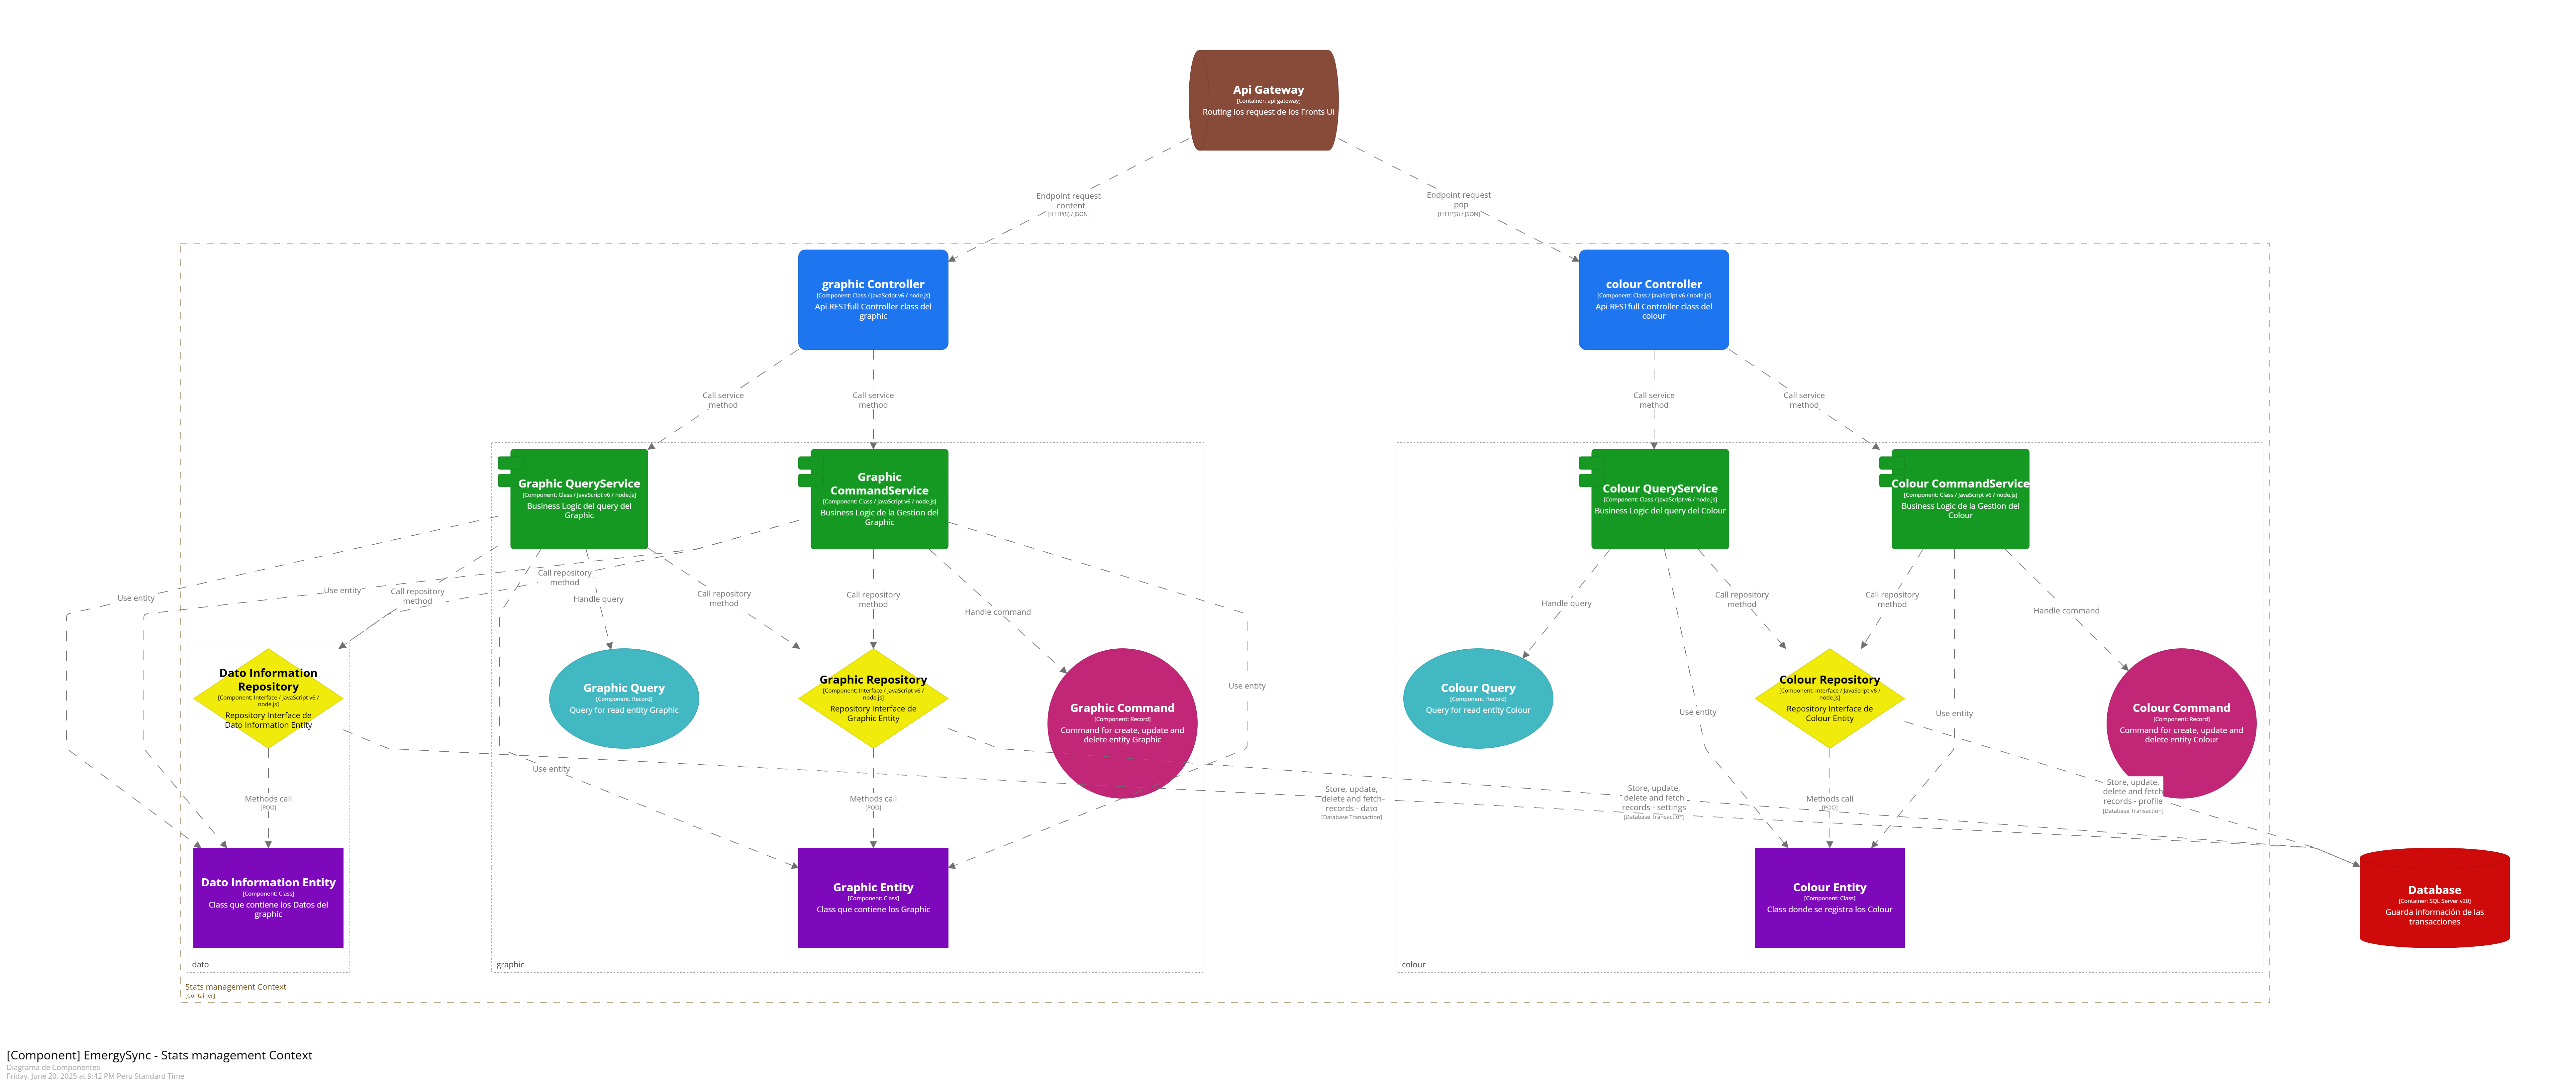 Api Gateway
[Container: api gateway]
Routing los request de los Fronts UI
Endpoint request
- content
[HTTP(S) / JSON]
Endpoint request
- pop
[HTTP(S) / JSON]
graphic Controller
[Component: Class / JavaScript v6 / node.js]
Api RESTfull Controller class del
graphic
colour Controller
[Component: Class / JavaScript v6 / node.js]
Api RESTfull Controller class del
colour
Call service
method
Call service
method
Call service
method
Call service
method
Graphic QueryService
[Component: Class / JavaScript v6 / node.js]
Business Logic del query del
Graphic
Graphic
CommandService
[Component: Class / JavaScript v6 / node.js]
Business Logic de la Gestion del
Graphic
Colour QueryService
[Component: Class / JavaScript v6 / node.js]
Business Logic del query del Colour
Colour CommandService
[Component: Class / JavaScript v6 / node.js]
Business Logic de la Gestion del
Colour
Use entity
Use entity
Call repository
method
Call repository
method
Handle query
Call repository
method
Call repository
method
Handle command
Use entity
Handle query
Call repository
method
Call repository
method
Handle command
Use entity
Use entity
Dato Information
Repository
[Component: Interface / JavaScript v6 /
node.js]
Repository Interface de
Dato Information Entity
Graphic Query
[Component: Record]
Query for read entity Graphic
Graphic Repository
[Component: Interface / JavaScript v6 /
node.js]
Repository Interface de
Graphic Entity
Graphic Command
[Component: Record]
Command for create, update and
delete entity Graphic
Colour Query
[Component: Record]
Query for read entity Colour
Colour Repository
[Component: Interface / JavaScript v6 /
node.js]
Repository Interface de
Colour Entity
Colour Command
[Component: Record]
Command for create, update and
delete entity Colour
Methods call
[POO]
Use entity
Methods call
[POO]
Store, update,
delete and fetch
records - dato
[Database Transaction]
Store, update,
delete and fetch
records - settings
[Database Transaction]
Methods call
[POO]
Store, update,
delete and fetch
records - profile
[Database Transaction]
Dato Information Entity
[Component: Class]
Class que contiene los Datos del
graphic
Graphic Entity
[Component: Class]
Class que contiene los Graphic
Colour Entity
[Component: Class]
Class donde se registra los Colour
Database
[Container: SQL Server v20]
Guarda información de las
transacciones
dato
graphic
colour
Stats management Context
[Container]
[Component] EmergySync - Stats management Context
Diagrama de Componentes
Friday, June 20, 2025 at 9:42 PM Peru Standard Time